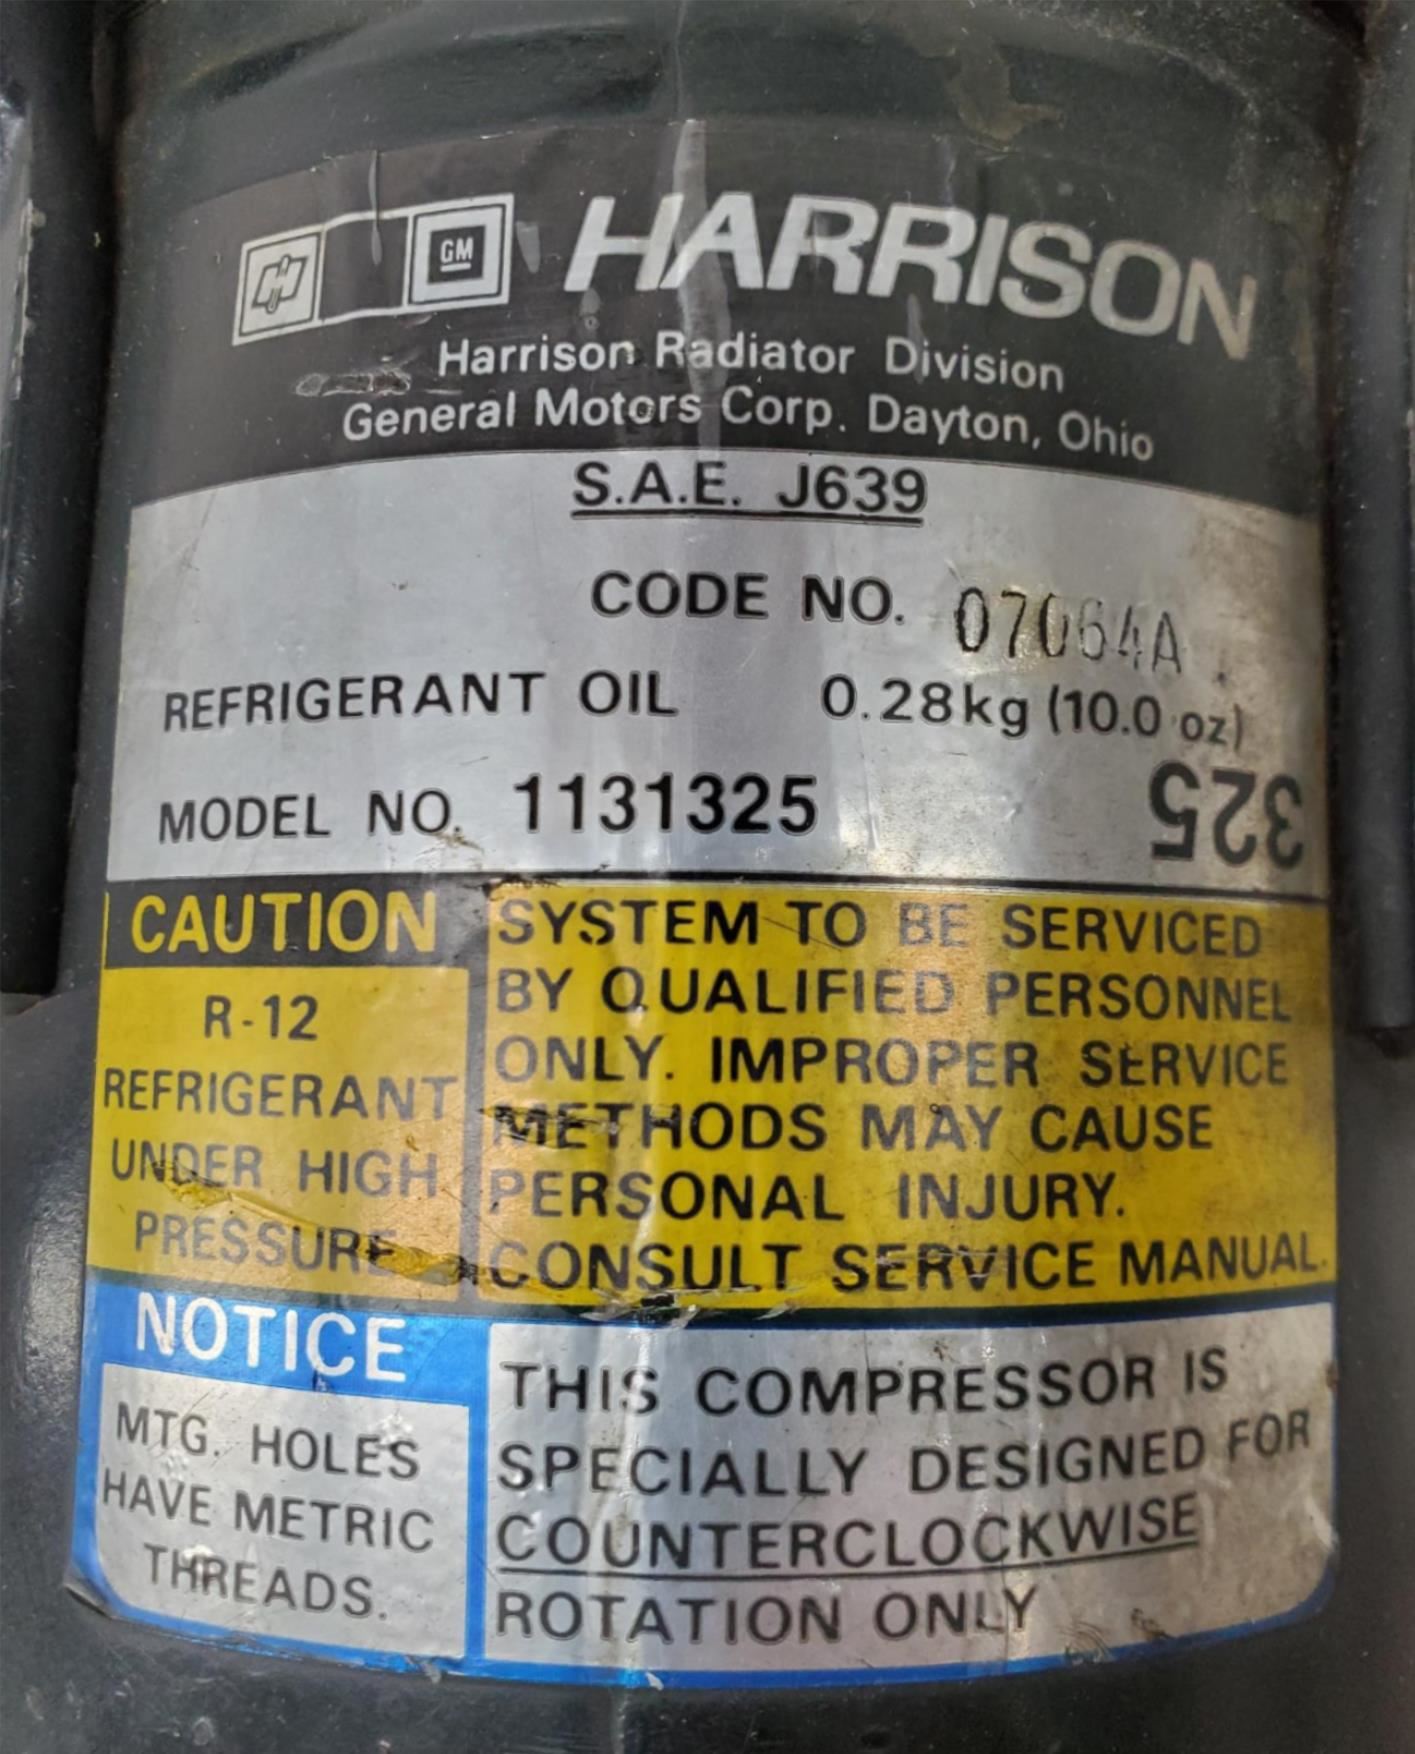 GM HARRISON
Harrison Radiator Division
General Motors Corp. Dayton, Ohio
S.A.E. J639
CODE NO. 07064A
REFRIGERANT OIL 0.28kg (10.0 oz)
MODEL NO. 1131325
325
CAUTION
R-12
REFRIGERANT
UNDER HIGH
PRESSURE
SYSTEM TO BE SERVICED
BY QUALIFIED PERSONNEL
ONLY. IMPROPER SERVICE
METHODS MAY CAUSE
PERSONAL INJURY.
CONSULT SERVICE MANUAL.
NOTICE
MTG. HOLES
HAVE METRIC
THREADS.
THIS COMPRESSOR IS
SPECIALLY DESIGNED FOR
COUNTERCLOCKWISE
ROTATION ONLY